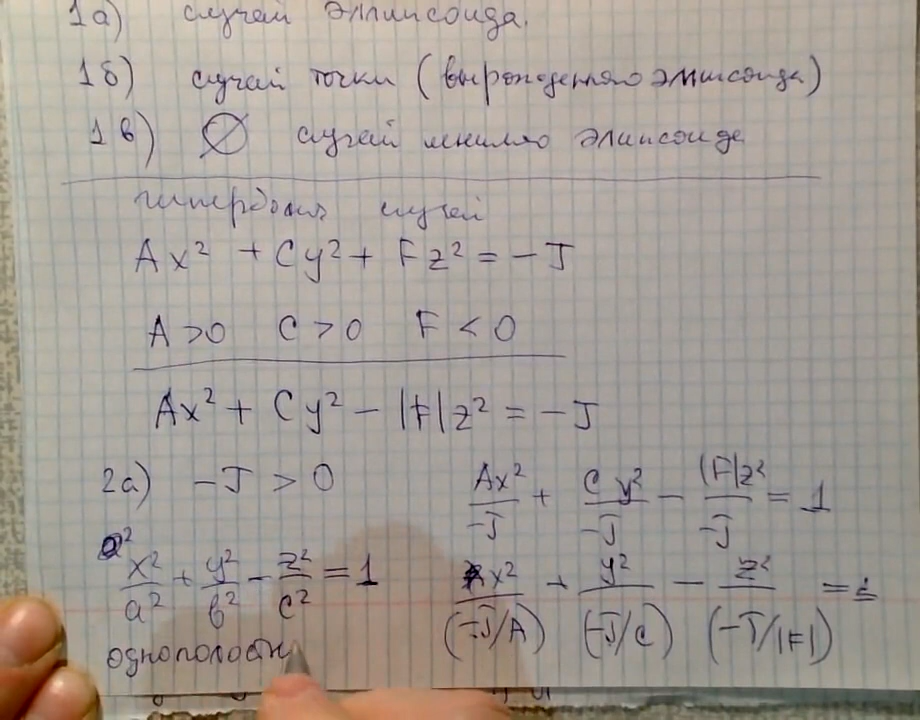 1а) случай эллипсоида.
1б) случай точки (вырожденного эллипсоида)
1в) ∅ случай мнимого эллипсоида
случай
Ax² + Cy² + Fz² = -J
A > 0 C > 0 F < 0
Ax² + Cy² - |F|z² = -J
2а) -J > 0 Ax²/-J + Cy²/-J - |F|z²/-J = 1
x²/a² + y²/b² - z²/c² = 1 x²/(-J/A) + y²/(-J/C) - z²/(-J/|F|) = 1
однополостн